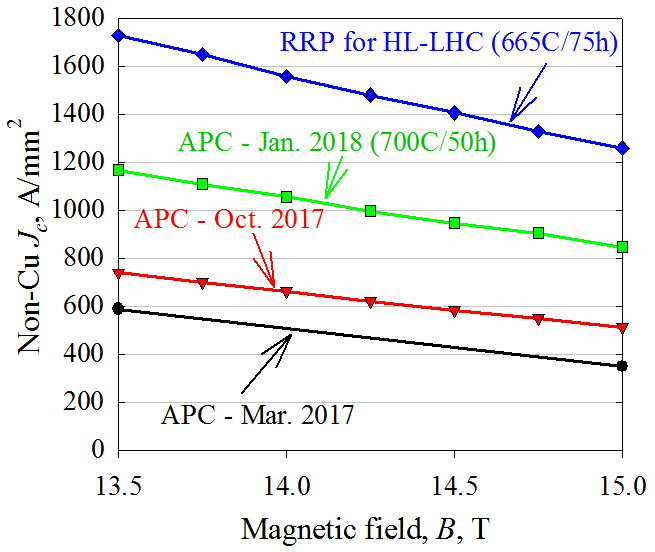 1800
1600
1400
1200
1000
800
600
400
200
0
Non-Cu Jc, A/mm²
RRP for HL-LHC (665C/75h)
APC - Jan. 2018 (700C/50h)
APC - Oct. 2017
APC - Mar. 2017
13.5 14.0 14.5 15.0
Magnetic field, B, T